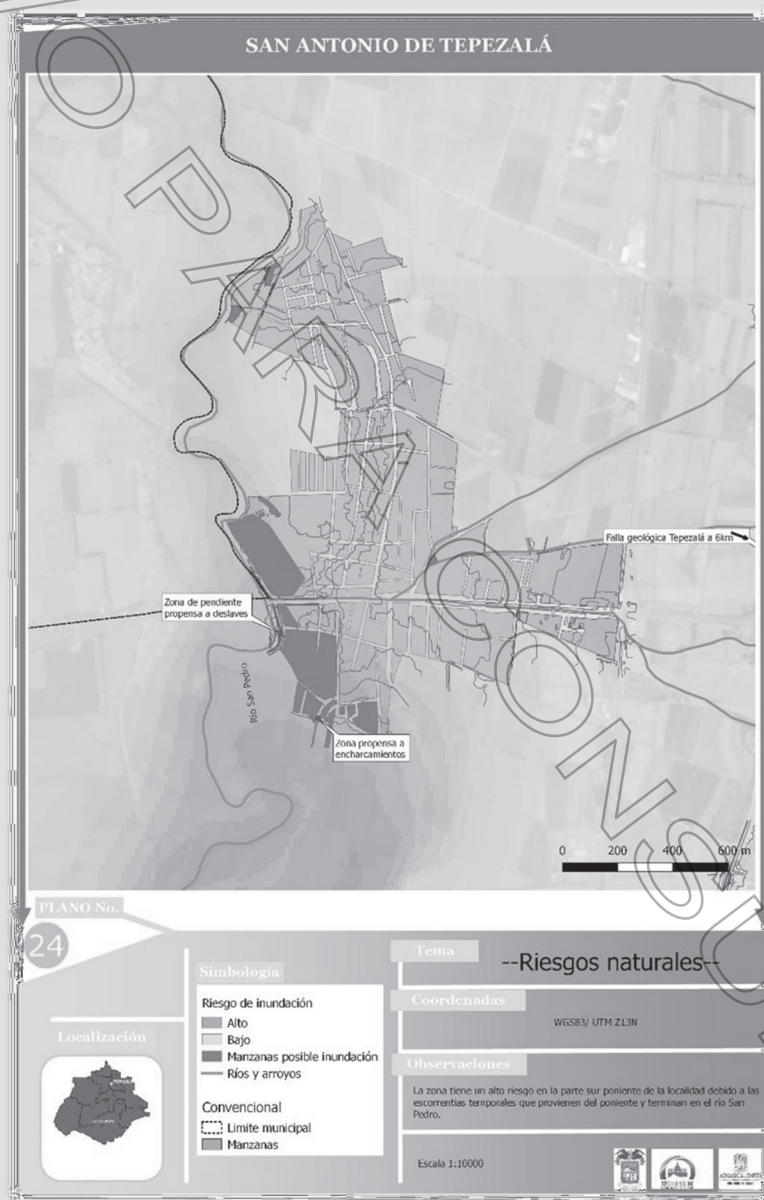 SAN ANTONIO DE TEPEZALÁ
Falla geológica Tepezalá a 6km
Zona de pendiente
propensa a deslaves
Río San Pedro
Zona propensa a
encharcamientos
0 200 400 600 m
PLANO No.
24
Localización
Simbología
Riesgo de inundación
Alto
Bajo
Manzanas posible inundación
Ríos y arroyos
Convencional
Limite municipal
Manzanas
Tema
--Riesgos naturales--
Coordenadas
WGS83/ UTM Z13N
Observaciones
La zona tiene un alto riesgo en la parte sur poniente de la localidad debido a las
escorrentias temporales que provienen del poniente y terminan en el río San
Pedro.
Escala 1:10000
O PARA CONSU